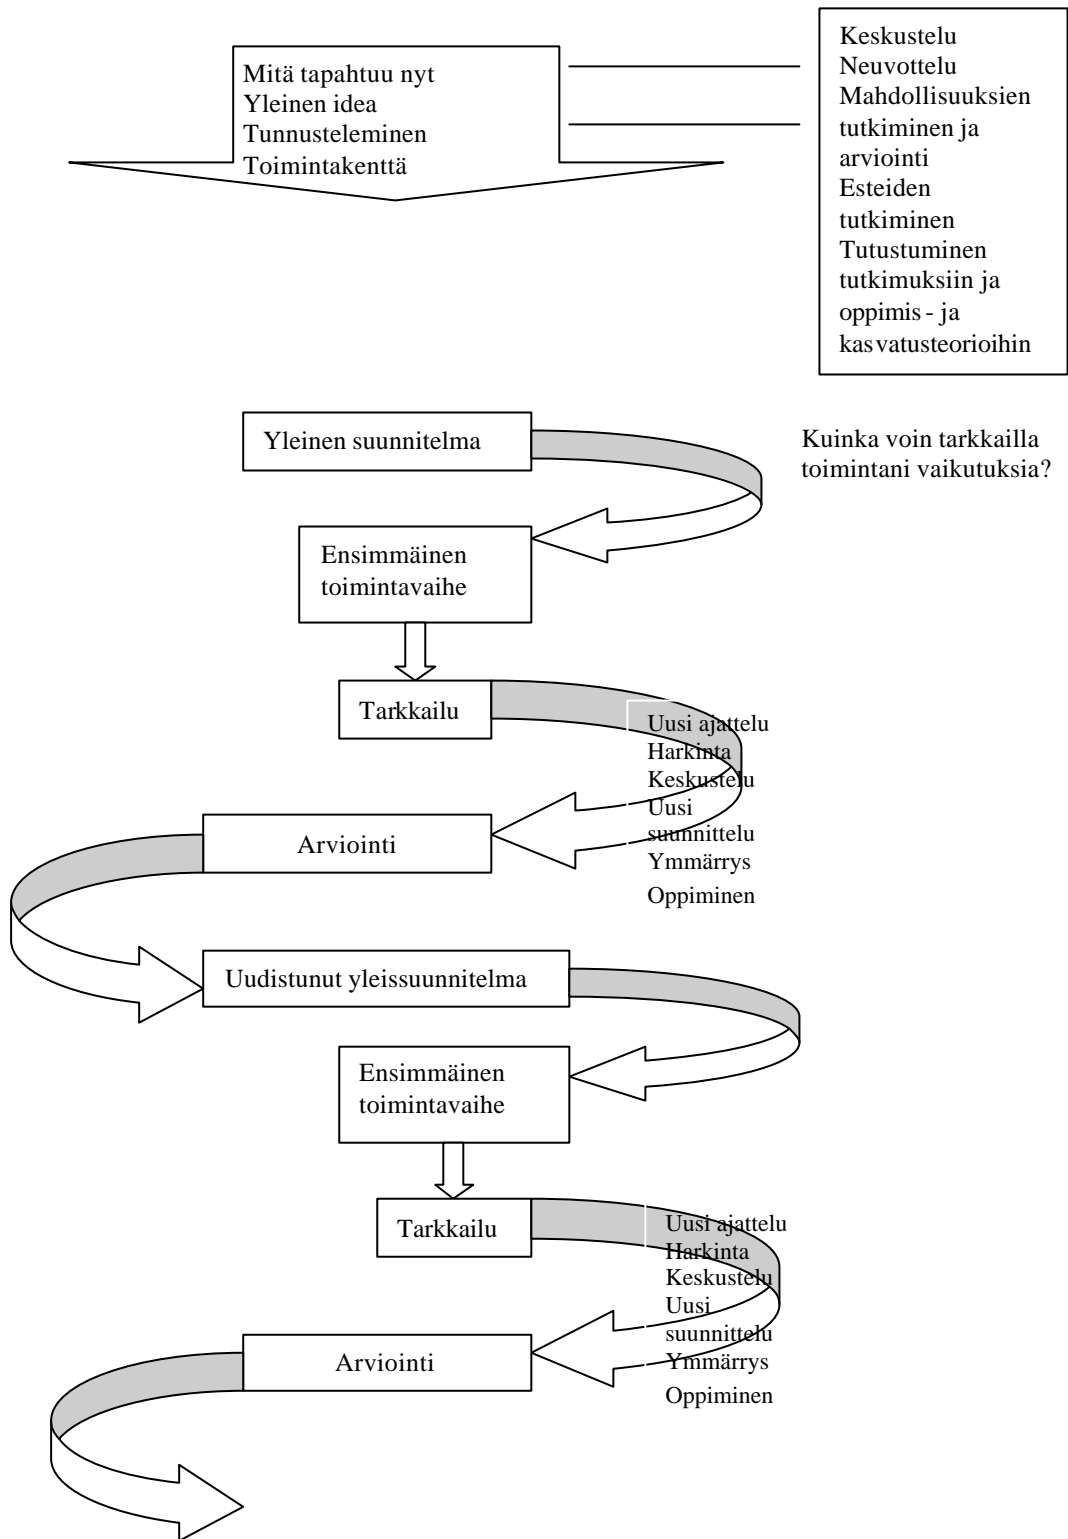 Mitä tapahtuu nyt
Yleinen idea
Tunnusteleminen
Toimintakenttä
Keskustelu
Neuvottelu
Mahdollisuuksien
tutkiminen ja
arviointi
Esteiden
tutkiminen
Tutustuminen
tutkimuksiin ja
oppimis - ja
kasvatusteorioihin
Yleinen suunnitelma
Kuinka voin tarkkailla
toimintani vaikutuksia?
Ensimmäinen
toimintavaihe
Tarkkailu
Uusi ajattelu
Harkinta
Keskustelu
Uusi
suunnittelu
Ymmärrys
Oppiminen
Arviointi
Uudistunut yleissuunnitelma
Ensimmäinen
toimintavaihe
Tarkkailu
Uusi ajattelu
Harkinta
Keskustelu
Uusi
suunnittelu
Ymmärrys
Oppiminen
Arviointi